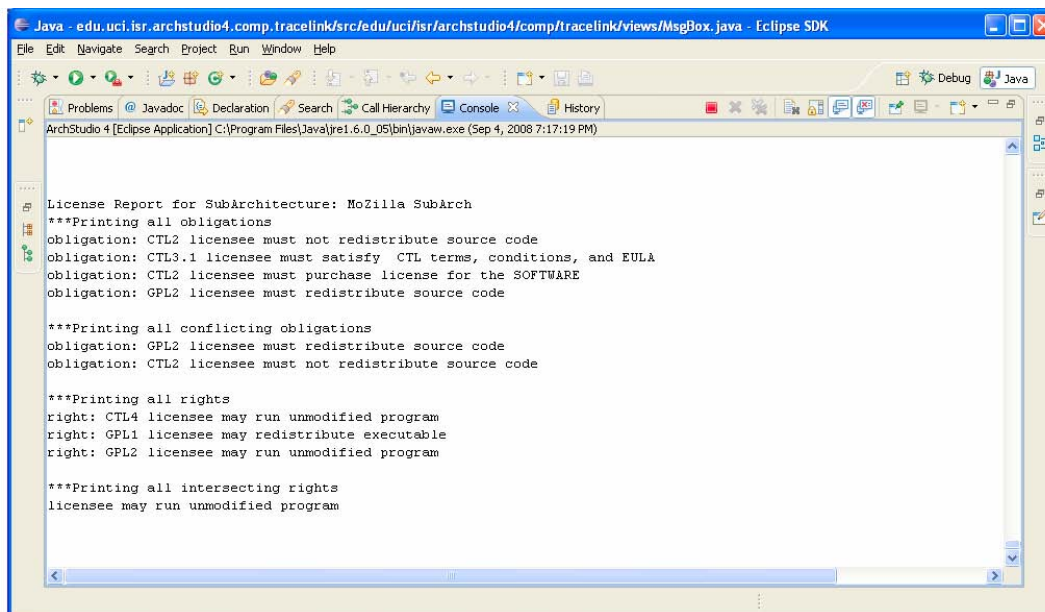 Java - edu.uci.isr.archstudio4.comp.tracelink/src/edu/uci/isr/archstudio4/comp/tracelink/views/MsgBox.java - Eclipse SDK
File Edit Navigate Search Project Run Window Help
Debug Java
Problems @ Javadoc Declaration Search Call Hierarchy Console History
ArchStudio 4 [Eclipse Application] C:\Program Files\Java\jre1.6.0_05\bin\javaw.exe (Sep 4, 2008 7:17:19 PM)
License Report for SubArchitecture: MoZilla SubArch
***Printing all obligations
obligation: CTL2 licensee must not redistribute source code
obligation: CTL3.1 licensee must satisfy  CTL terms, conditions, and EULA
obligation: CTL2 licensee must purchase license for the SOFTWARE
obligation: GPL2 licensee must redistribute source code
***Printing all conflicting obligations
obligation: GPL2 licensee must redistribute source code
obligation: CTL2 licensee must not redistribute source code
***Printing all rights
right: CTL4 licensee may run unmodified program
right: GPL1 licensee may redistribute executable
right: GPL2 licensee may run unmodified program
***Printing all intersecting rights
licensee may run unmodified program